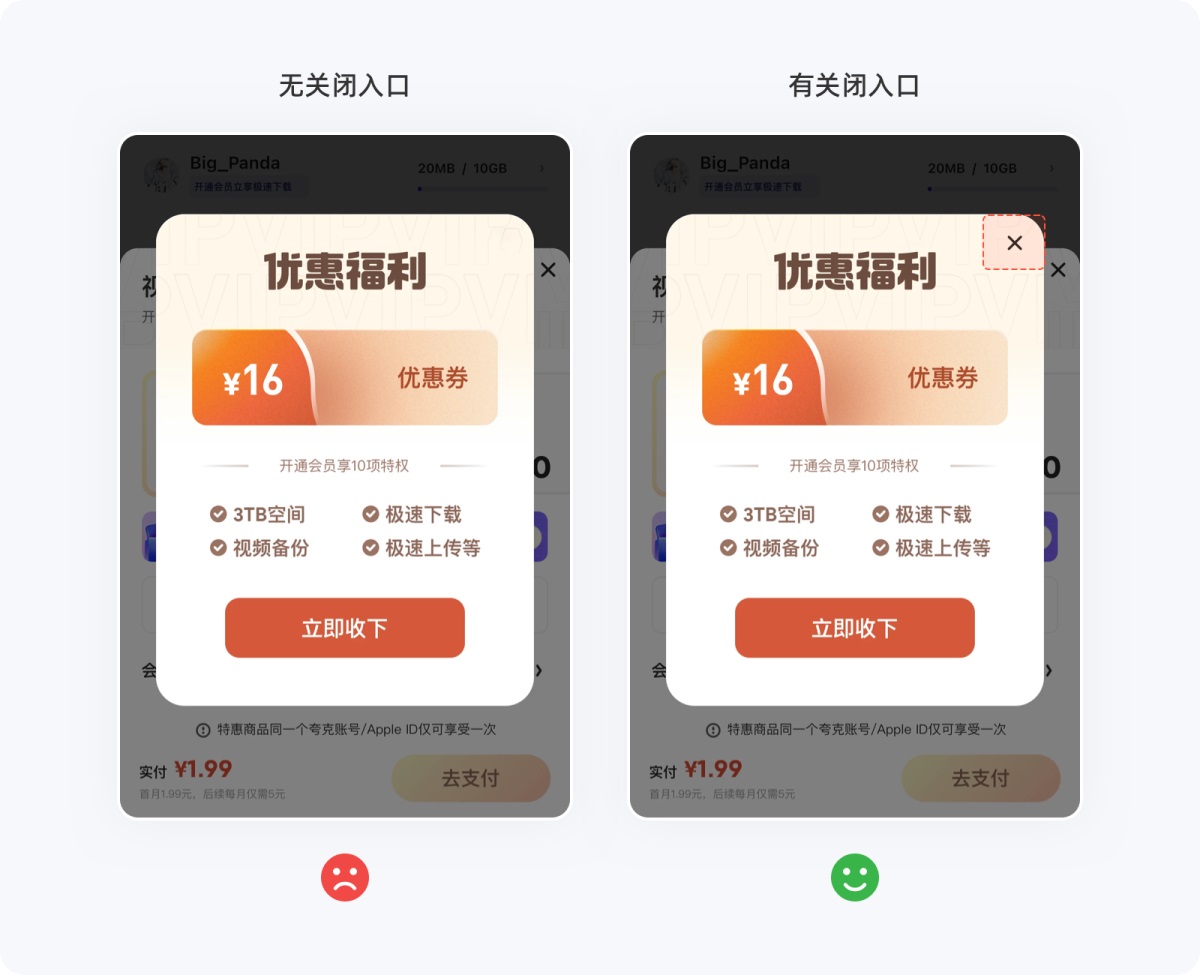 无关闭入口
Big_Panda
20MB / 10GB
开通会员立享极速下载
优惠福利
¥16
优惠券
开通会员享10项特权
3TB空间
极速下载
视频备份
极速上传等
立即收下
特惠商品同一个夸克账号/Apple ID仅可享受一次
实付 ¥1.99
首月1.99元，后续每月仅需5元
去支付
有关闭入口
Big_Panda
20MB / 10GB
开通会员立享极速下载
优惠福利
¥16
优惠券
开通会员享10项特权
3TB空间
极速下载
视频备份
极速上传等
立即收下
特惠商品同一个夸克账号/Apple ID仅可享受一次
实付 ¥1.99
首月1.99元，后续每月仅需5元
去支付